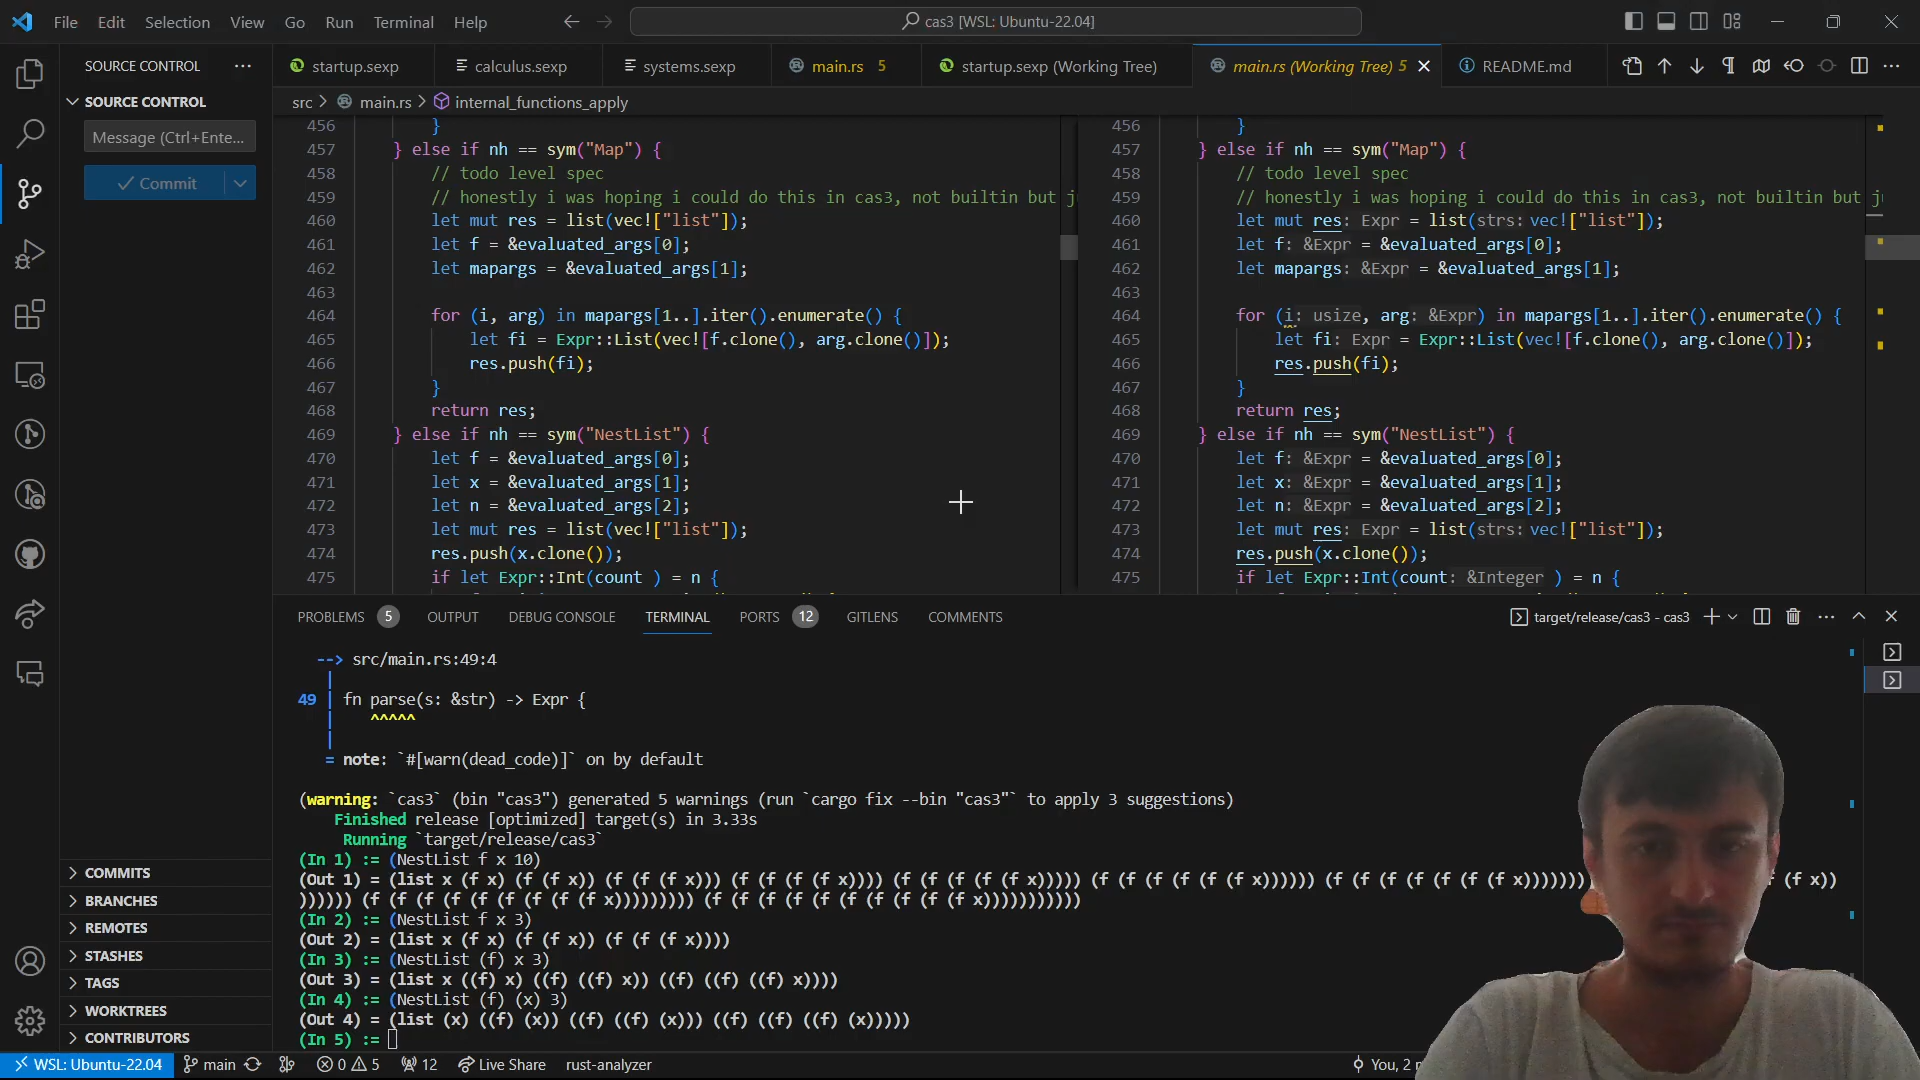 File Edit Selection View Go Run Terminal Help
cas3 [WSL: Ubuntu-22.04]
SOURCE CONTROL
startup.sexp
calculus.sexp
systems.sexp
main.rs 5
startup.sexp (Working Tree)
main.rs (Working Tree) 5
README.md
SOURCE CONTROL
src > main.rs > internal_functions_apply
Message (Ctrl+Ente...
Commit
456 }
457 } else if nh == sym("Map") {
458 // todo level spec
459 // honestly i was hoping i could do this in cas3, not builtin but j
460 let mut res = list(vec!["list"]);
461 let f = &evaluated_args[0];
462 let mapargs = &evaluated_args[1];
463
464 for (i, arg) in mapargs[1..].iter().enumerate() {
465 let fi = Expr::List(vec![f.clone(), arg.clone()]);
466 res.push(fi);
467 }
468 return res;
469 } else if nh == sym("NestList") {
470 let f = &evaluated_args[0];
471 let x = &evaluated_args[1];
472 let n = &evaluated_args[2];
473 let mut res = list(vec!["list"]);
474 res.push(x.clone());
475 if let Expr::Int(count ) = n {
456 }
457 } else if nh == sym("Map") {
458 // todo level spec
459 // honestly i was hoping i could do this in cas3, not builtin but ju
460 let mut res: Expr = list(strs: vec!["list"]);
461 let f: &Expr = &evaluated_args[0];
462 let mapargs: &Expr = &evaluated_args[1];
463
464 for (i: usize, arg: &Expr) in mapargs[1..].iter().enumerate() {
465 let fi: Expr = Expr::List(vec![f.clone(), arg.clone()]);
466 res.push(fi);
467 }
468 return res;
469 } else if nh == sym("NestList") {
470 let f: &Expr = &evaluated_args[0];
471 let x: &Expr = &evaluated_args[1];
472 let n: &Expr = &evaluated_args[2];
473 let mut res: Expr = list(strs: vec!["list"]);
474 res.push(x.clone());
475 if let Expr::Int(count: &Integer ) = n {
PROBLEMS 5 OUTPUT DEBUG CONSOLE TERMINAL PORTS 12 GITLENS COMMENTS
target/release/cas3 - cas3
--> src/main.rs:49:4
|
49 | fn parse(s: &str) -> Expr {
| ^^^^^
|
= note: `#[warn(dead_code)]` on by default
(warning: `cas3` (bin "cas3") generated 5 warnings (run `cargo fix --bin "cas3"` to apply 3 suggestions)
Finished release [optimized] target(s) in 3.33s
Running `target/release/cas3`
(In 1) := (NestList f x 10)
(Out 1) = (list x (f x) (f (f x)) (f (f (f x))) (f (f (f (f x)))) (f (f (f (f (f x))))) (f (f (f (f (f (f x)))))) (f (f (f (f (f (f (f x))))))) f (f x))
)))))) (f (f (f (f (f (f (f (f (f x))))))))) (f (f (f (f (f (f (f (f (f (f x)))))))))))
(In 2) := (NestList f x 3)
(Out 2) = (list x (f x) (f (f x)) (f (f (f x))))
(In 3) := (NestList (f) x 3)
(Out 3) = (list x ((f) x) ((f) ((f) x)) ((f) ((f) ((f) x))))
(In 4) := (NestList (f) (x) 3)
(Out 4) = (list (x) ((f) (x)) ((f) ((f) (x))) ((f) ((f) ((f) (x)))))
(In 5) :=
COMMITS
BRANCHES
REMOTES
STASHES
TAGS
WORKTREES
CONTRIBUTORS
WSL: Ubuntu-22.04 main 0 5 12 Live Share rust-analyzer You, 2